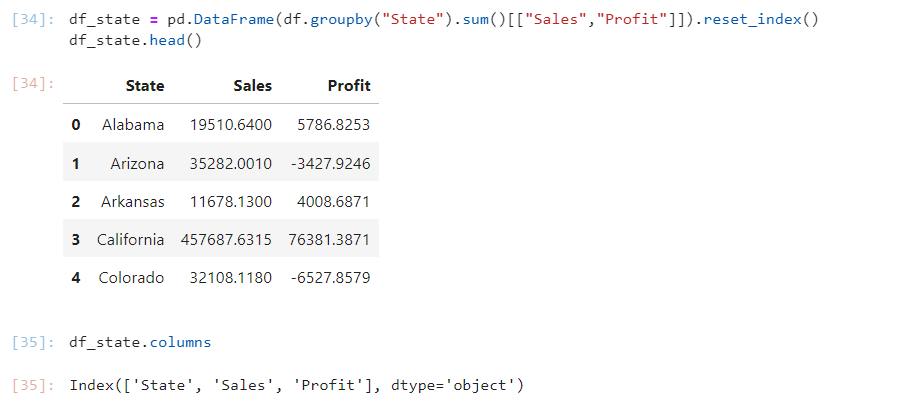 [34]: df_state = pd.DataFrame(df.groupby("State").sum()[["Sales","Profit"]]).reset_index()
df_state.head()
[34]:
State Sales Profit
0 Alabama 19510.6400 5786.8253
1 Arizona 35282.0010 -3427.9246
2 Arkansas 11678.1300 4008.6871
3 California 457687.6315 76381.3871
4 Colorado 32108.1180 -6527.8579
[35]: df_state.columns
[35]: Index(['State', 'Sales', 'Profit'], dtype='object')